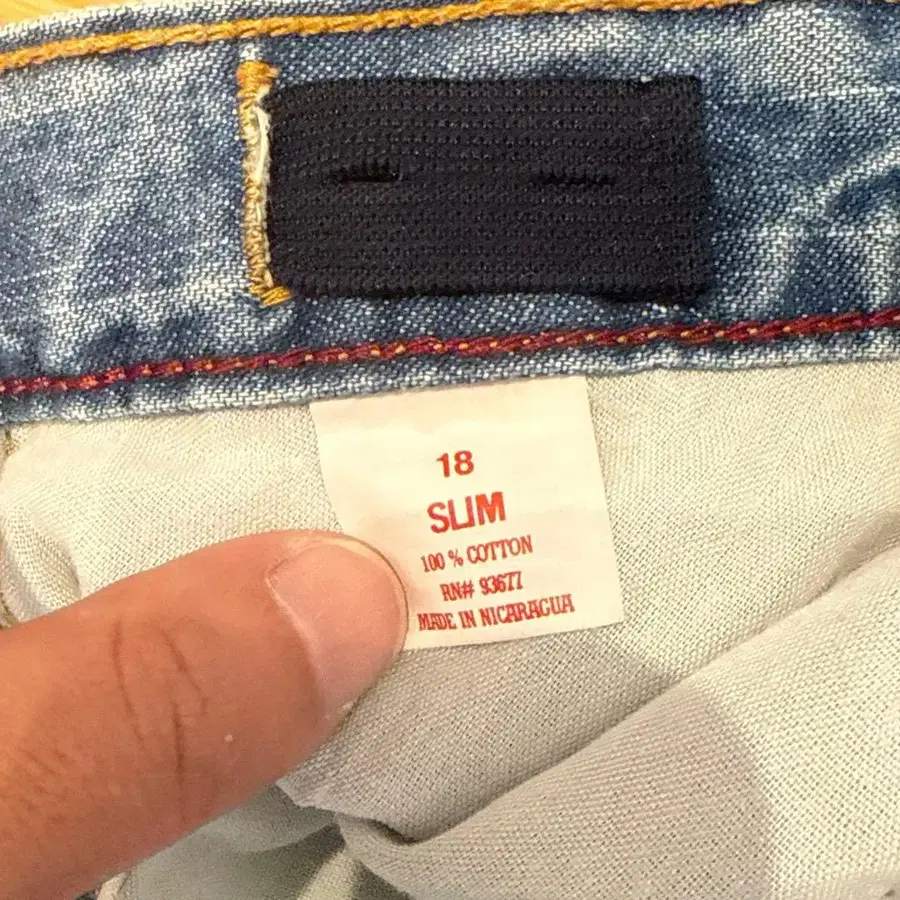 18
SLIM
100 % COTTON
RN# 93677
MADE IN NICARAGUA